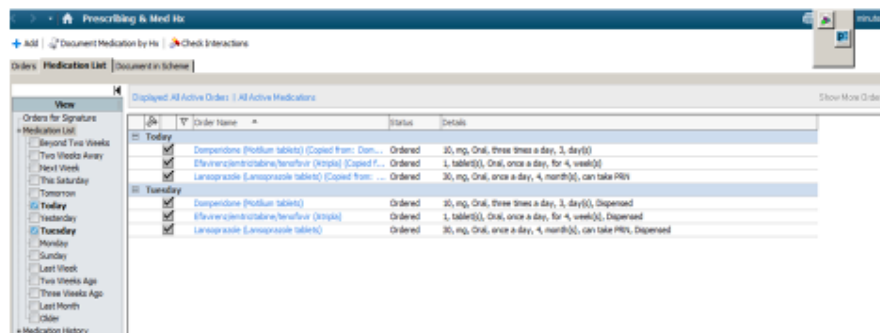 Prescribing & Med Hx
minute
+ Add Document Medication by Hx Check Interactions
Orders Medication List Document in Scheme
Displayed: All Active Orders | All Active Medications Show More Order
View
Orders for Signature
Medication List
Beyond Two Weeks
Two Weeks Away
Next Week
This Saturday
Tomorrow
Today
Yesterday
Tuesday
Monday
Sunday
Last Week
Two Weeks Ago
Three Weeks Ago
Last Month
Older
Medication History
Order Name Status Details
Today
Domperidone (Motilium tablets) (Copied from: Dom... Ordered 10, mg, Oral, three times a day, 3, day(s)
Efavirenz/emtricitabine/tenofovir (Atripla) (Copied f... Ordered 1, tablet(s), Oral, once a day, for 4, week(s)
Lansoprazole (Lansoprazole tablets) (Copied from: ... Ordered 30, mg, Oral, once a day, 4, month(s), can take PRN
Tuesday
Domperidone (Motilium tablets) Ordered 10, mg, Oral, three times a day, 3, day(s), Dispensed
Efavirenz/emtricitabine/tenofovir (Atripla) Ordered 1, tablet(s), Oral, once a day, for 4, week(s), Dispensed
Lansoprazole (Lansoprazole tablets) Ordered 30, mg, Oral, once a day, 4, month(s), can take PRN, Dispensed